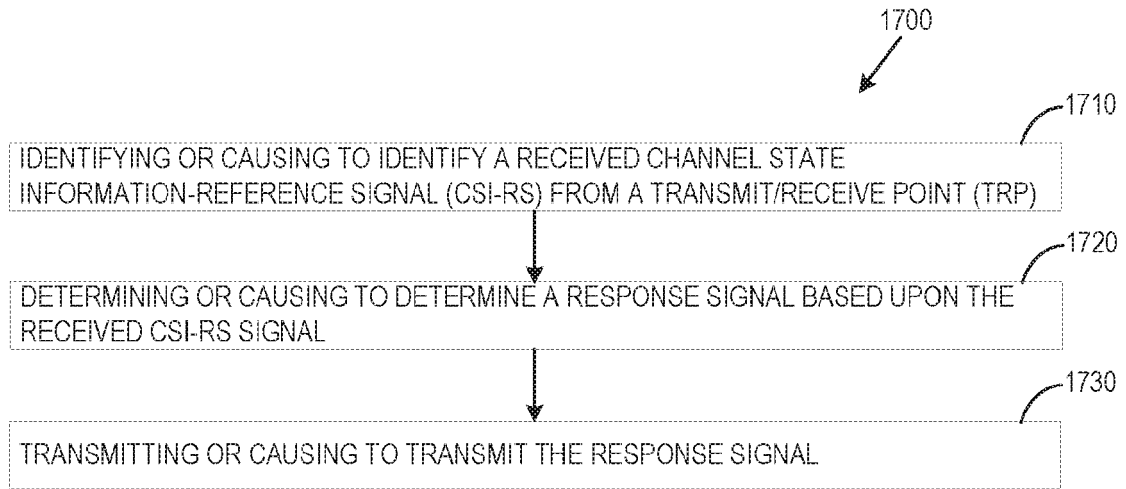 1700
1710
IDENTIFYING OR CAUSING TO IDENTIFY A RECEIVED CHANNEL STATE
INFORMATION-REFERENCE SIGNAL (CSI-RS) FROM A TRANSMIT/RECEIVE POINT (TRP)
1720
DETERMINING OR CAUSING TO DETERMINE A RESPONSE SIGNAL BASED UPON THE
RECEIVED CSI-RS SIGNAL
1730
TRANSMITTING OR CAUSING TO TRANSMIT THE RESPONSE SIGNAL